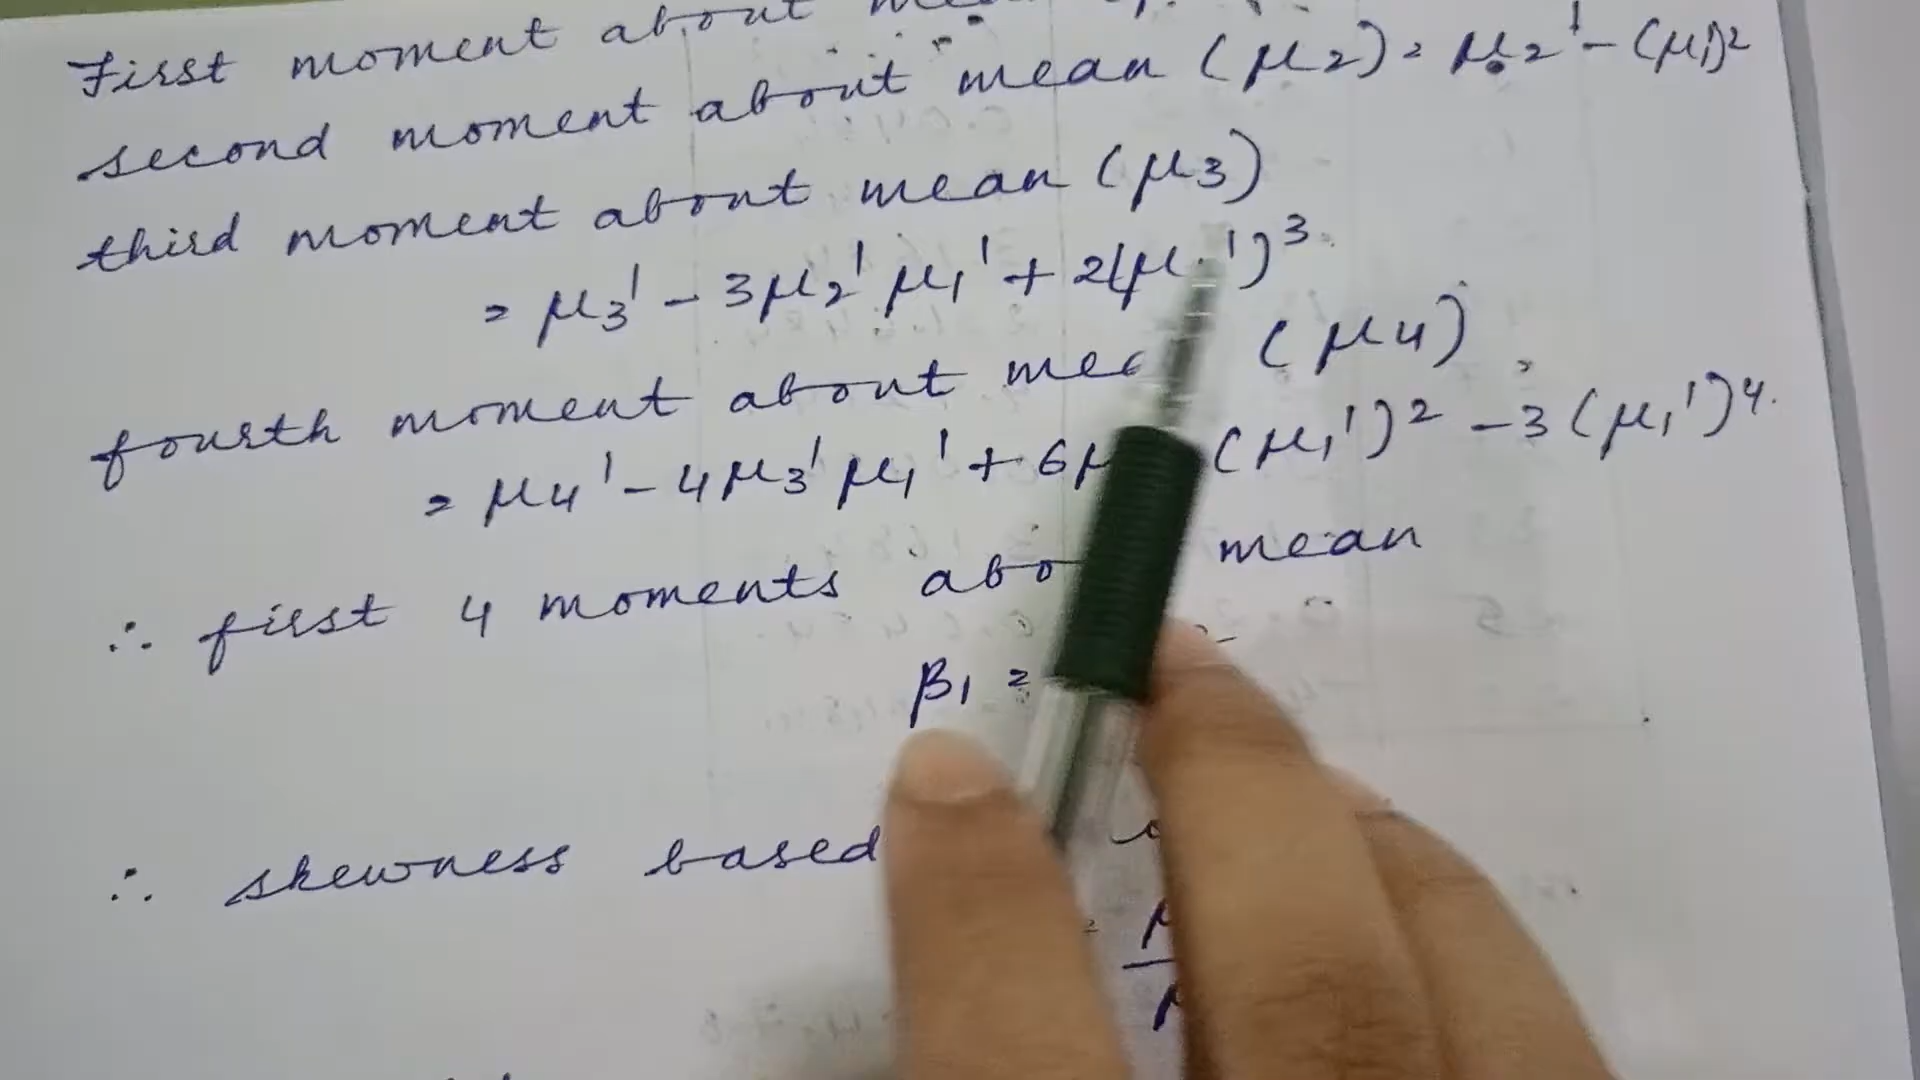 First moment about
second moment about mean (μ2) = μ2' - (μ1')²
third moment about mean (μ3)
= μ3' - 3μ2' μ1' + 2(μ1')³
fourth moment about (μ4)
= μ4' - 4μ3' μ1' + 6μ (μ1')² - 3(μ1')⁴
∴ first 4 moments mean
β1 =
∴ skewness based
= μ
μ